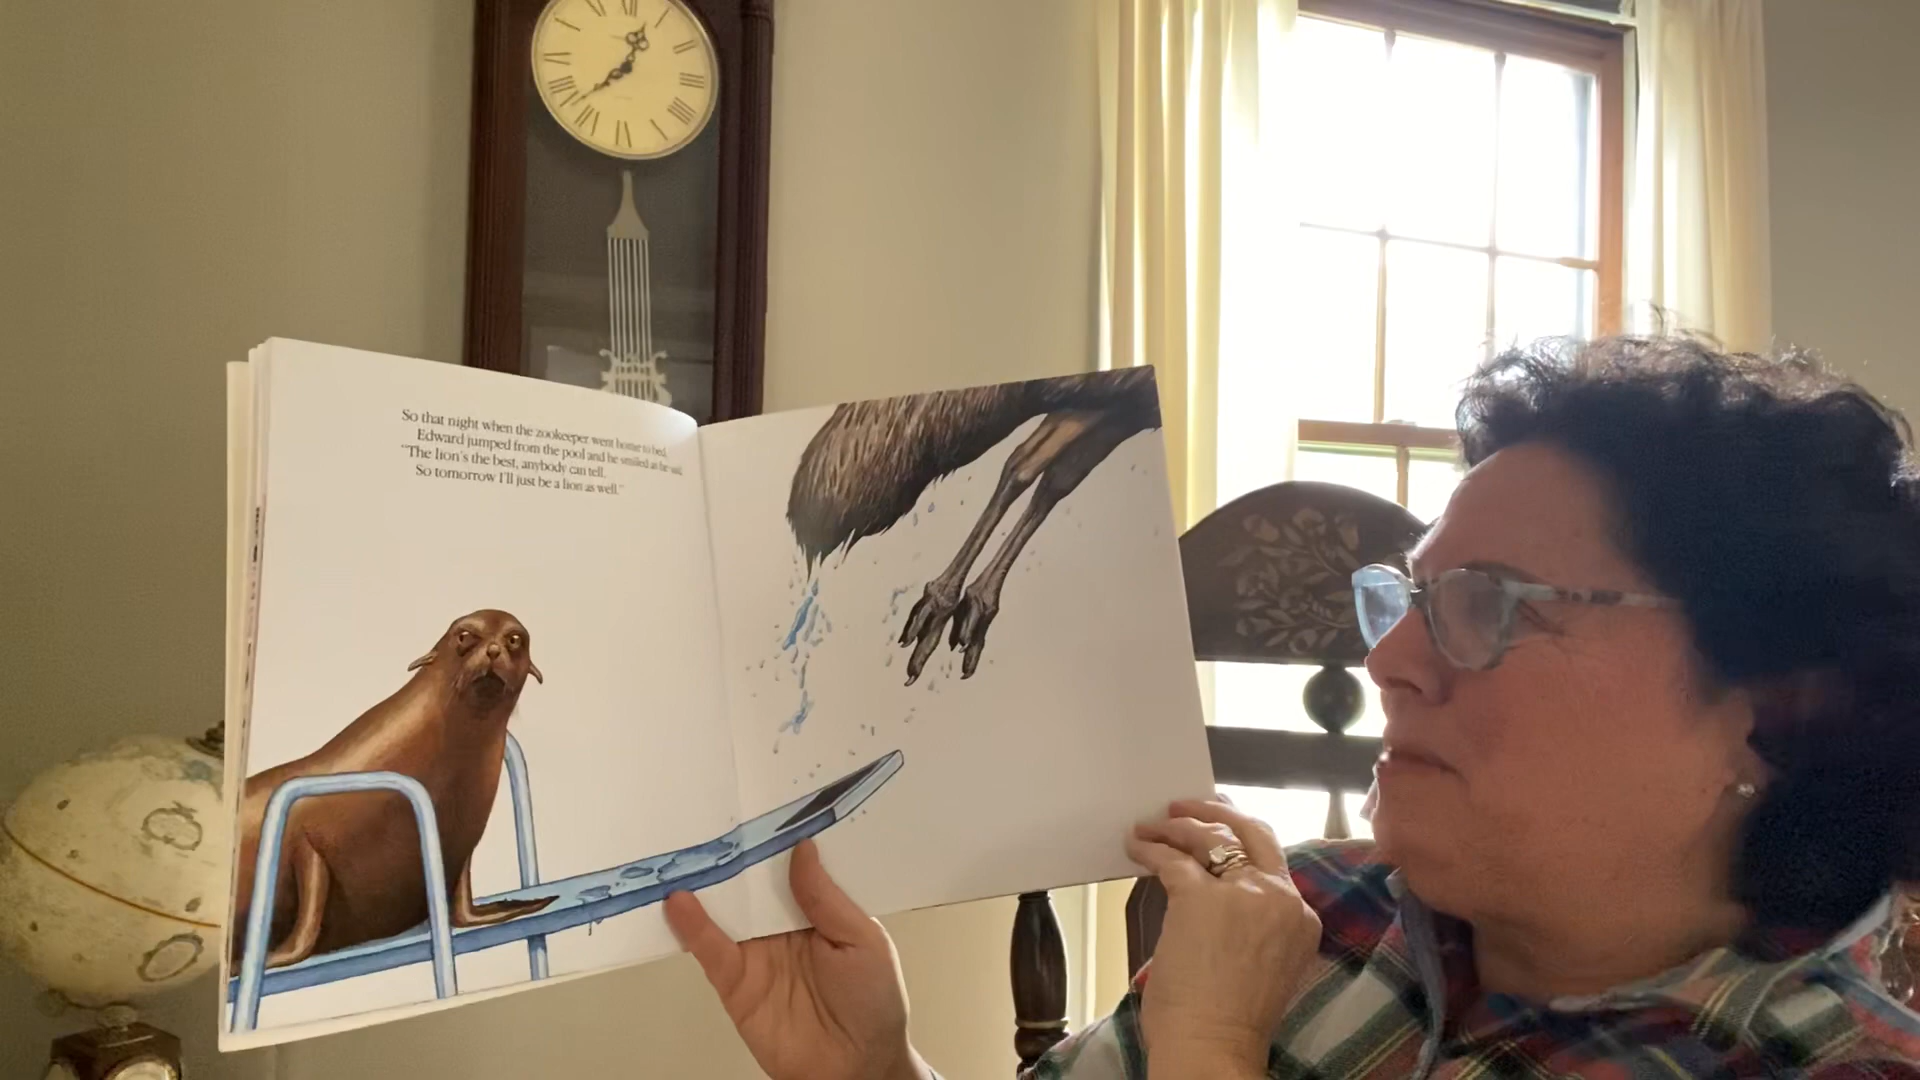 So that night when the zookeeper went home to bed,
Edward jumped from the pool and he smiled as he said,
"The lion's the best, anybody can tell.
So tomorrow I'll just be a lion as well."